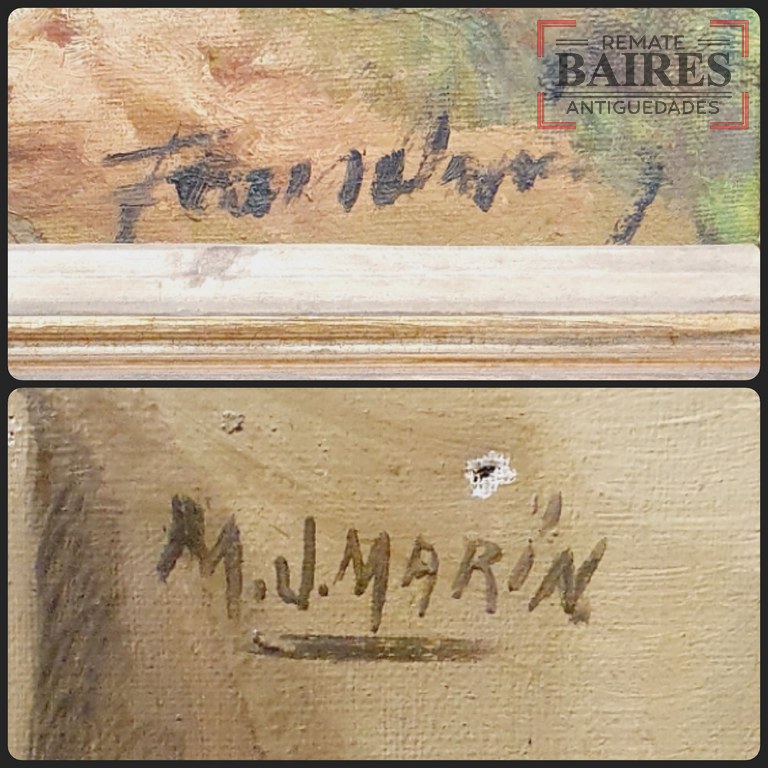 REMATE
BAIRES
ANTIGUEDADES
M.J.MARÍN